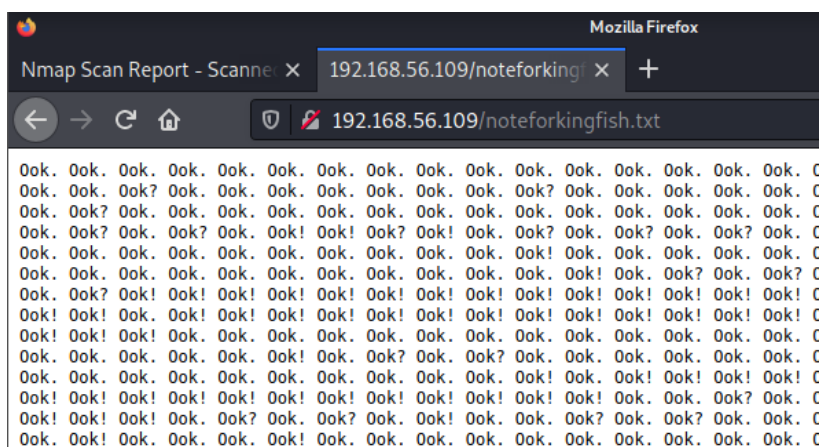 Mozilla Firefox
Nmap Scan Report - Scanne
192.168.56.109/noteforkingf
192.168.56.109/noteforkingfish.txt
Ook. Ook. Ook. Ook. Ook. Ook. Ook. Ook. Ook. Ook. Ook. Ook. Ook. Ook. Ook. Ook.
Ook. Ook. Ook? Ook. Ook. Ook. Ook. Ook. Ook. Ook. Ook? Ook. Ook. Ook. Ook. Ook.
Ook. Ook? Ook. Ook. Ook. Ook. Ook. Ook. Ook. Ook. Ook. Ook. Ook. Ook. Ook. Ook.
Ook. Ook? Ook. Ook? Ook. Ook! Ook! Ook? Ook! Ook. Ook? Ook. Ook? Ook. Ook? Ook.
Ook. Ook. Ook. Ook. Ook. Ook. Ook. Ook. Ook. Ook. Ook! Ook. Ook. Ook. Ook. Ook.
Ook. Ook. Ook. Ook. Ook. Ook. Ook. Ook. Ook. Ook. Ook. Ook! Ook. Ook? Ook. Ook?
Ook. Ook? Ook! Ook! Ook! Ook! Ook! Ook! Ook! Ook! Ook! Ook! Ook! Ook! Ook! Ook!
Ook! Ook! Ook! Ook. Ook. Ook. Ook. Ook. Ook. Ook. Ook. Ook. Ook. Ook. Ook. Ook.
Ook! Ook! Ook! Ook. Ook. Ook. Ook. Ook. Ook. Ook. Ook. Ook. Ook. Ook. Ook. Ook.
Ook. Ook. Ook. Ook. Ook. Ook! Ook. Ook? Ook. Ook? Ook. Ook. Ook. Ook. Ook. Ook.
Ook. Ook. Ook. Ook. Ook. Ook. Ook. Ook. Ook. Ook. Ook! Ook. Ook! Ook! Ook! Ook!
Ook! Ook! Ook! Ook! Ook! Ook! Ook! Ook! Ook! Ook! Ook! Ook! Ook. Ook. Ook? Ook.
Ook! Ook! Ook! Ook. Ook? Ook. Ook? Ook. Ook! Ook. Ook. Ook? Ook. Ook? Ook. Ook.
Ook. Ook! Ook. Ook. Ook. Ook! Ook. Ook. Ook. Ook. Ook. Ook. Ook. Ook. Ook. Ook.